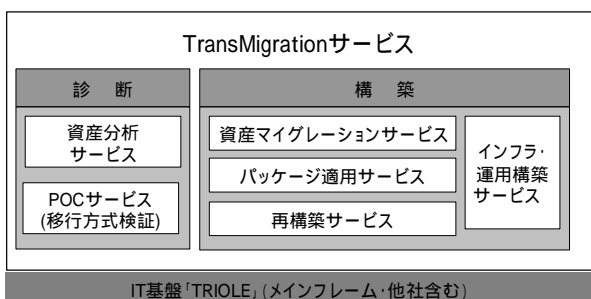 TransMigrationサービス
診　断
資産分析
サービス
POCサービス
(移行方式検証)
構　築
資産マイグレーションサービス
パッケージ適用サービス
再構築サービス
インフラ・
運用構築
サービス
IT基盤「TRIOLE」(メインフレーム・他社含む)